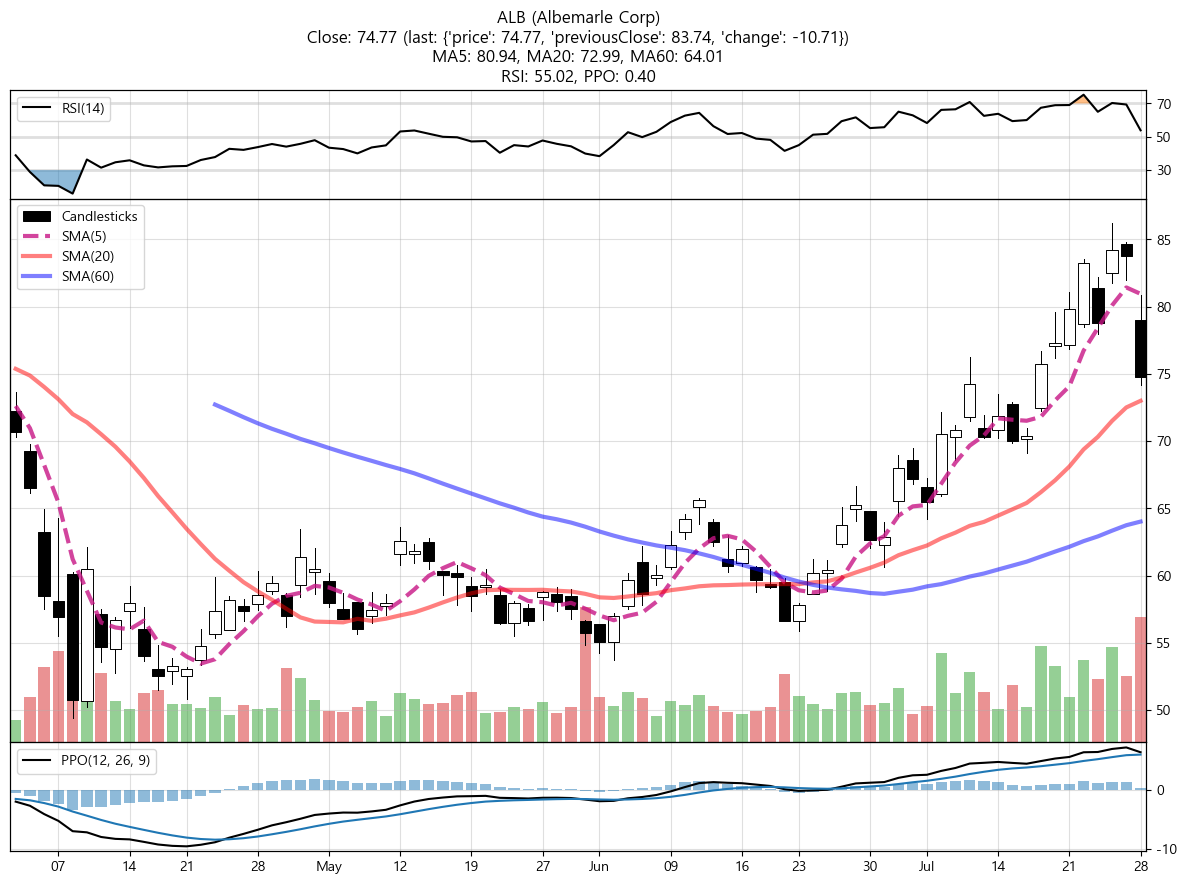 ALB (Albemarle Corp)
Close: 74.77 (last: {'price': 74.77, 'previousClose': 83.74, 'change': -10.71})
MA5: 80.94, MA20: 72.99, MA60: 64.01
RSI: 55.02, PPO: 0.40
RSI(14)
70
50
30
Candlesticks
SMA(5)
SMA(20)
SMA(60)
85
80
75
70
65
60
55
50
PPO(12, 26, 9)
0
-10
07 14 21 28 May 12 19 27 Jun 09 16 23 30 Jul 14 21 28